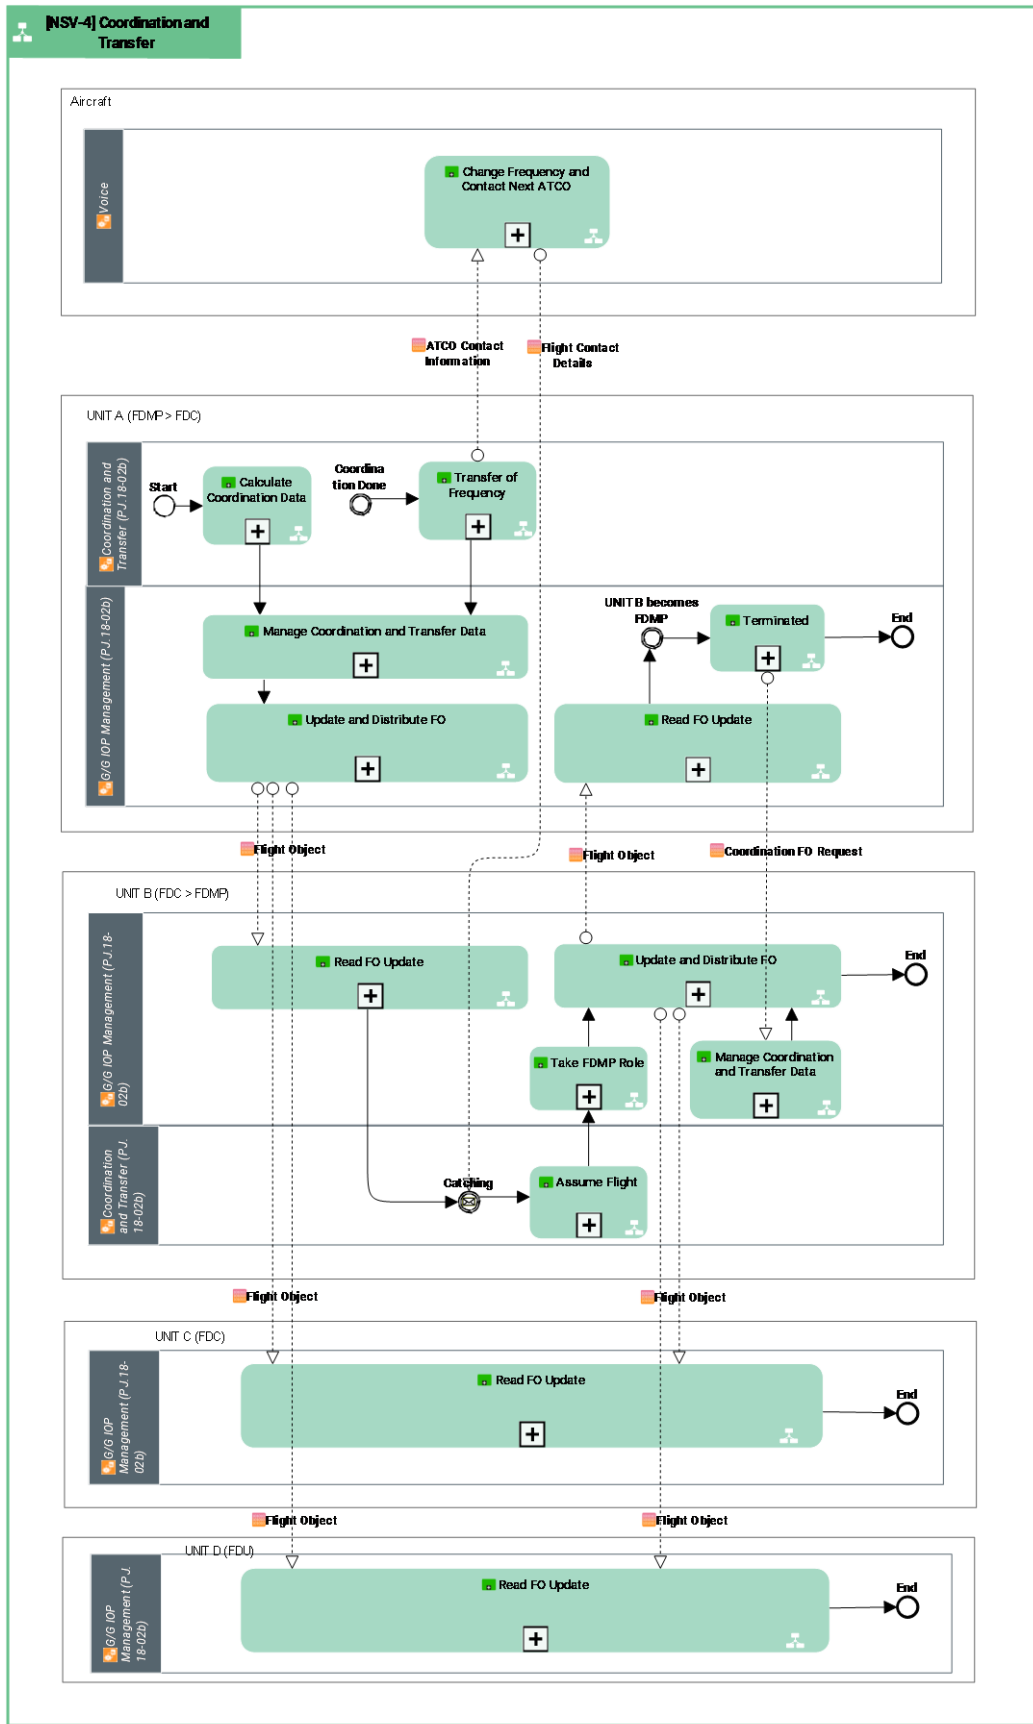 [NSV-4] Coordination and
Transfer
Aircraft
Voice
Change Frequency and
Contact Next ATCO
ATCO Contact
Information
Flight Contact
Details
UNIT A (FDMP > FDC)
Coordination and
Transfer (PJ.18-02b)
Start
Calculate
Coordination Data
Coordina
tion Done
Transfer of
Frequency
G/G IOP Management (PJ.18-02b)
Manage Coordination and Transfer Data
UNIT B becomes
FDMP
Terminated
End
Update and Distribute FO
Read FO Update
Flight Object
Flight Object
Coordination FO Request
UNIT B (FDC > FDMP)
G/G IOP Management (PJ.18-
02b)
Read FO Update
Update and Distribute FO
End
Take FDMP Role
Manage Coordination
and Transfer Data
Coordination
and Transfer (PJ.
18-02b)
Catching
Assume Flight
Flight Object
Flight Object
UNIT C (FDC)
G/G IOP
Management (PJ.18-
02b)
Read FO Update
End
Flight Object
Flight Object
UNIT D (FDU)
G/G IOP
Management (PJ.
18-02b)
Read FO Update
End